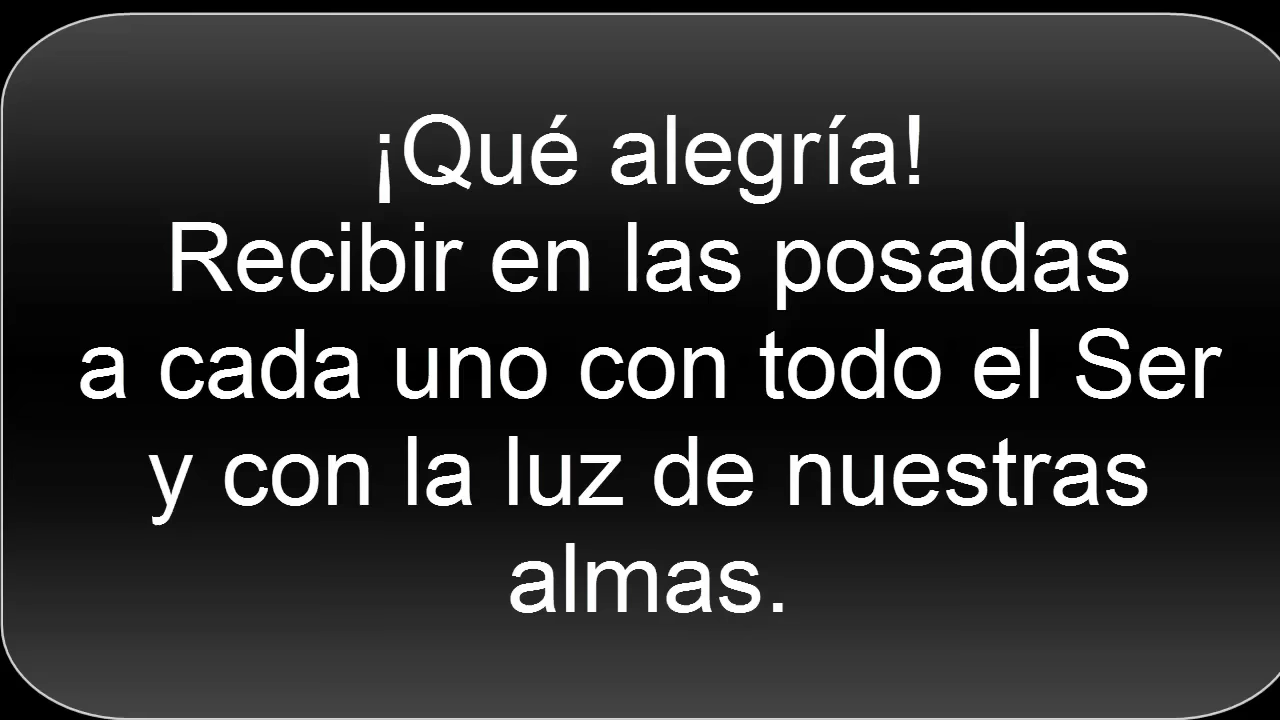 ¡Qué alegría!
Recibir en las posadas
a cada uno con todo el Ser
y con la luz de nuestras
almas.